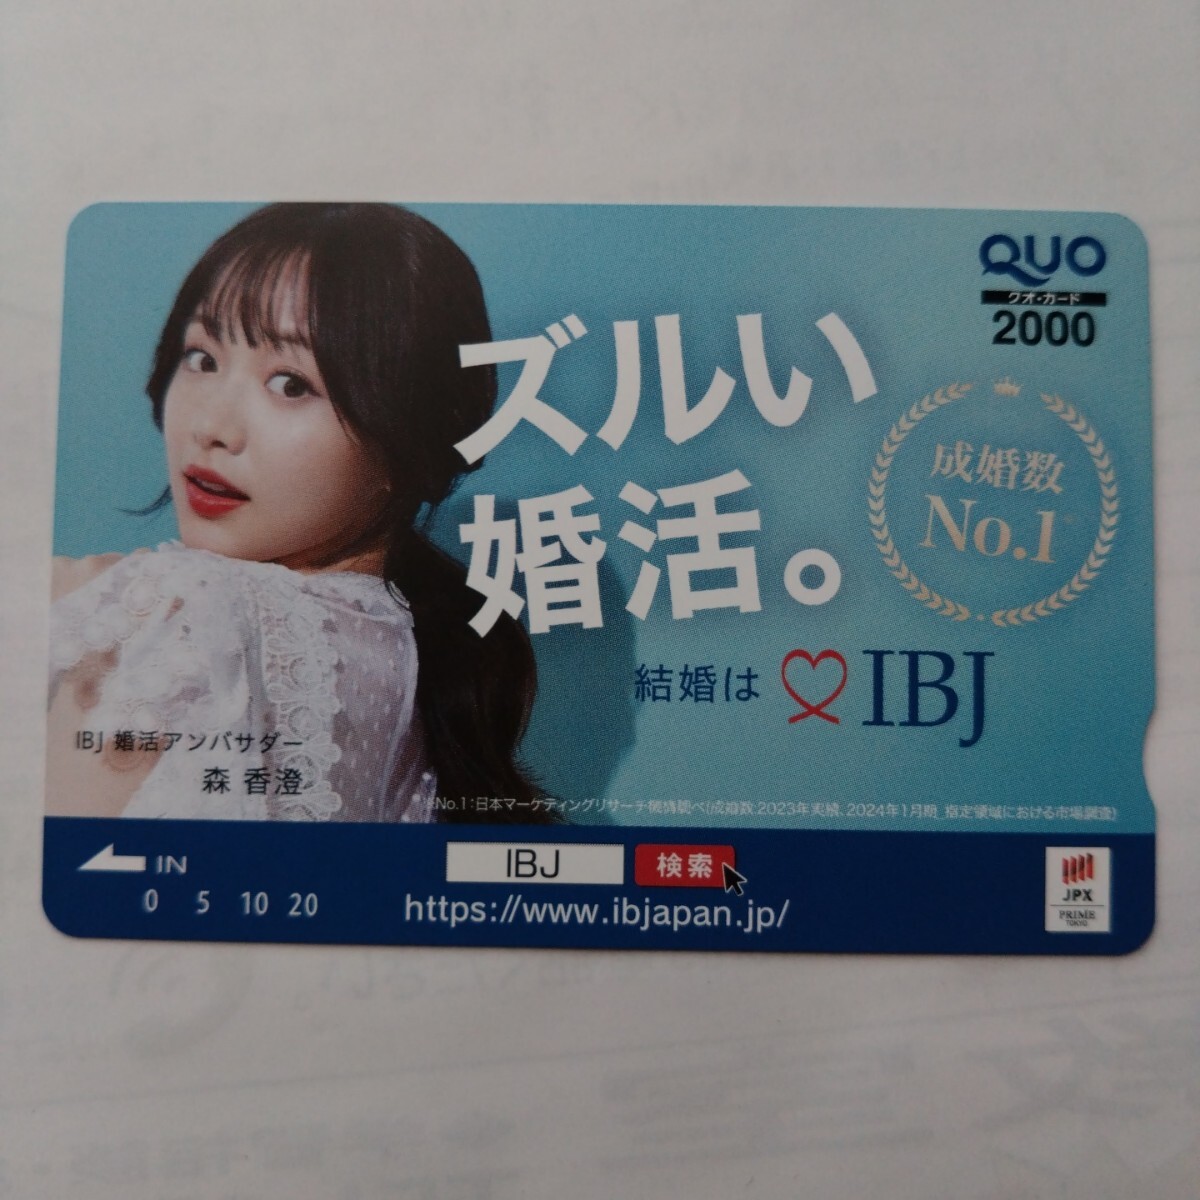 QUO
クオ・カード
2000
ズルい
婚活。
成婚数
No.1
結婚は IBJ
IBJ 婚活アンバサダー
森 香澄
※No.1：日本マーケティングリサーチ機構調べ(成婚数:2023年実績、2024年1月期_指定領域における市場調査)
IN
0 5 10 20
IBJ 検索
https://www.ibjapan.jp/
JPX
PRIME
TOKYO